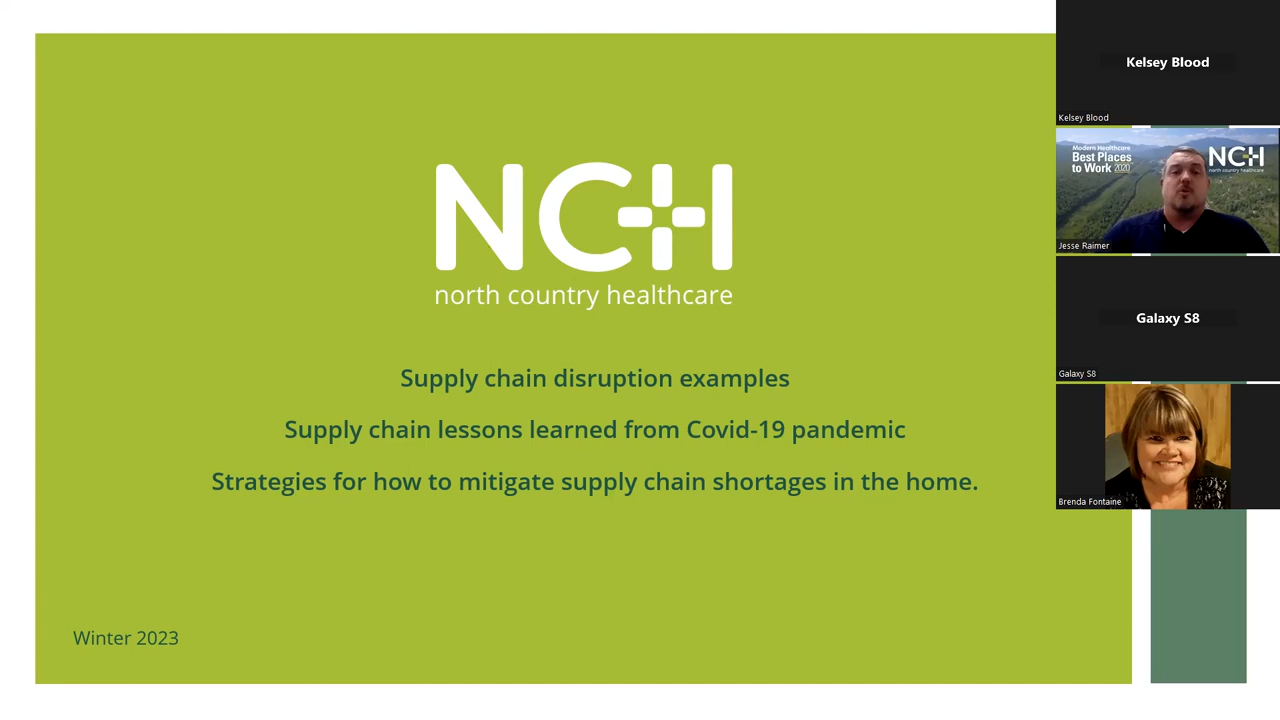 NCH
north country healthcare
Supply chain disruption examples
Supply chain lessons learned from Covid-19 pandemic
Strategies for how to mitigate supply chain shortages in the home.
Winter 2023
Kelsey Blood
Kelsey Blood
Modern Healthcare
Best Places
to Work 2020
NCH
north country healthcare
Jesse Raimer
Galaxy S8
Galaxy S8
Brenda Fontaine